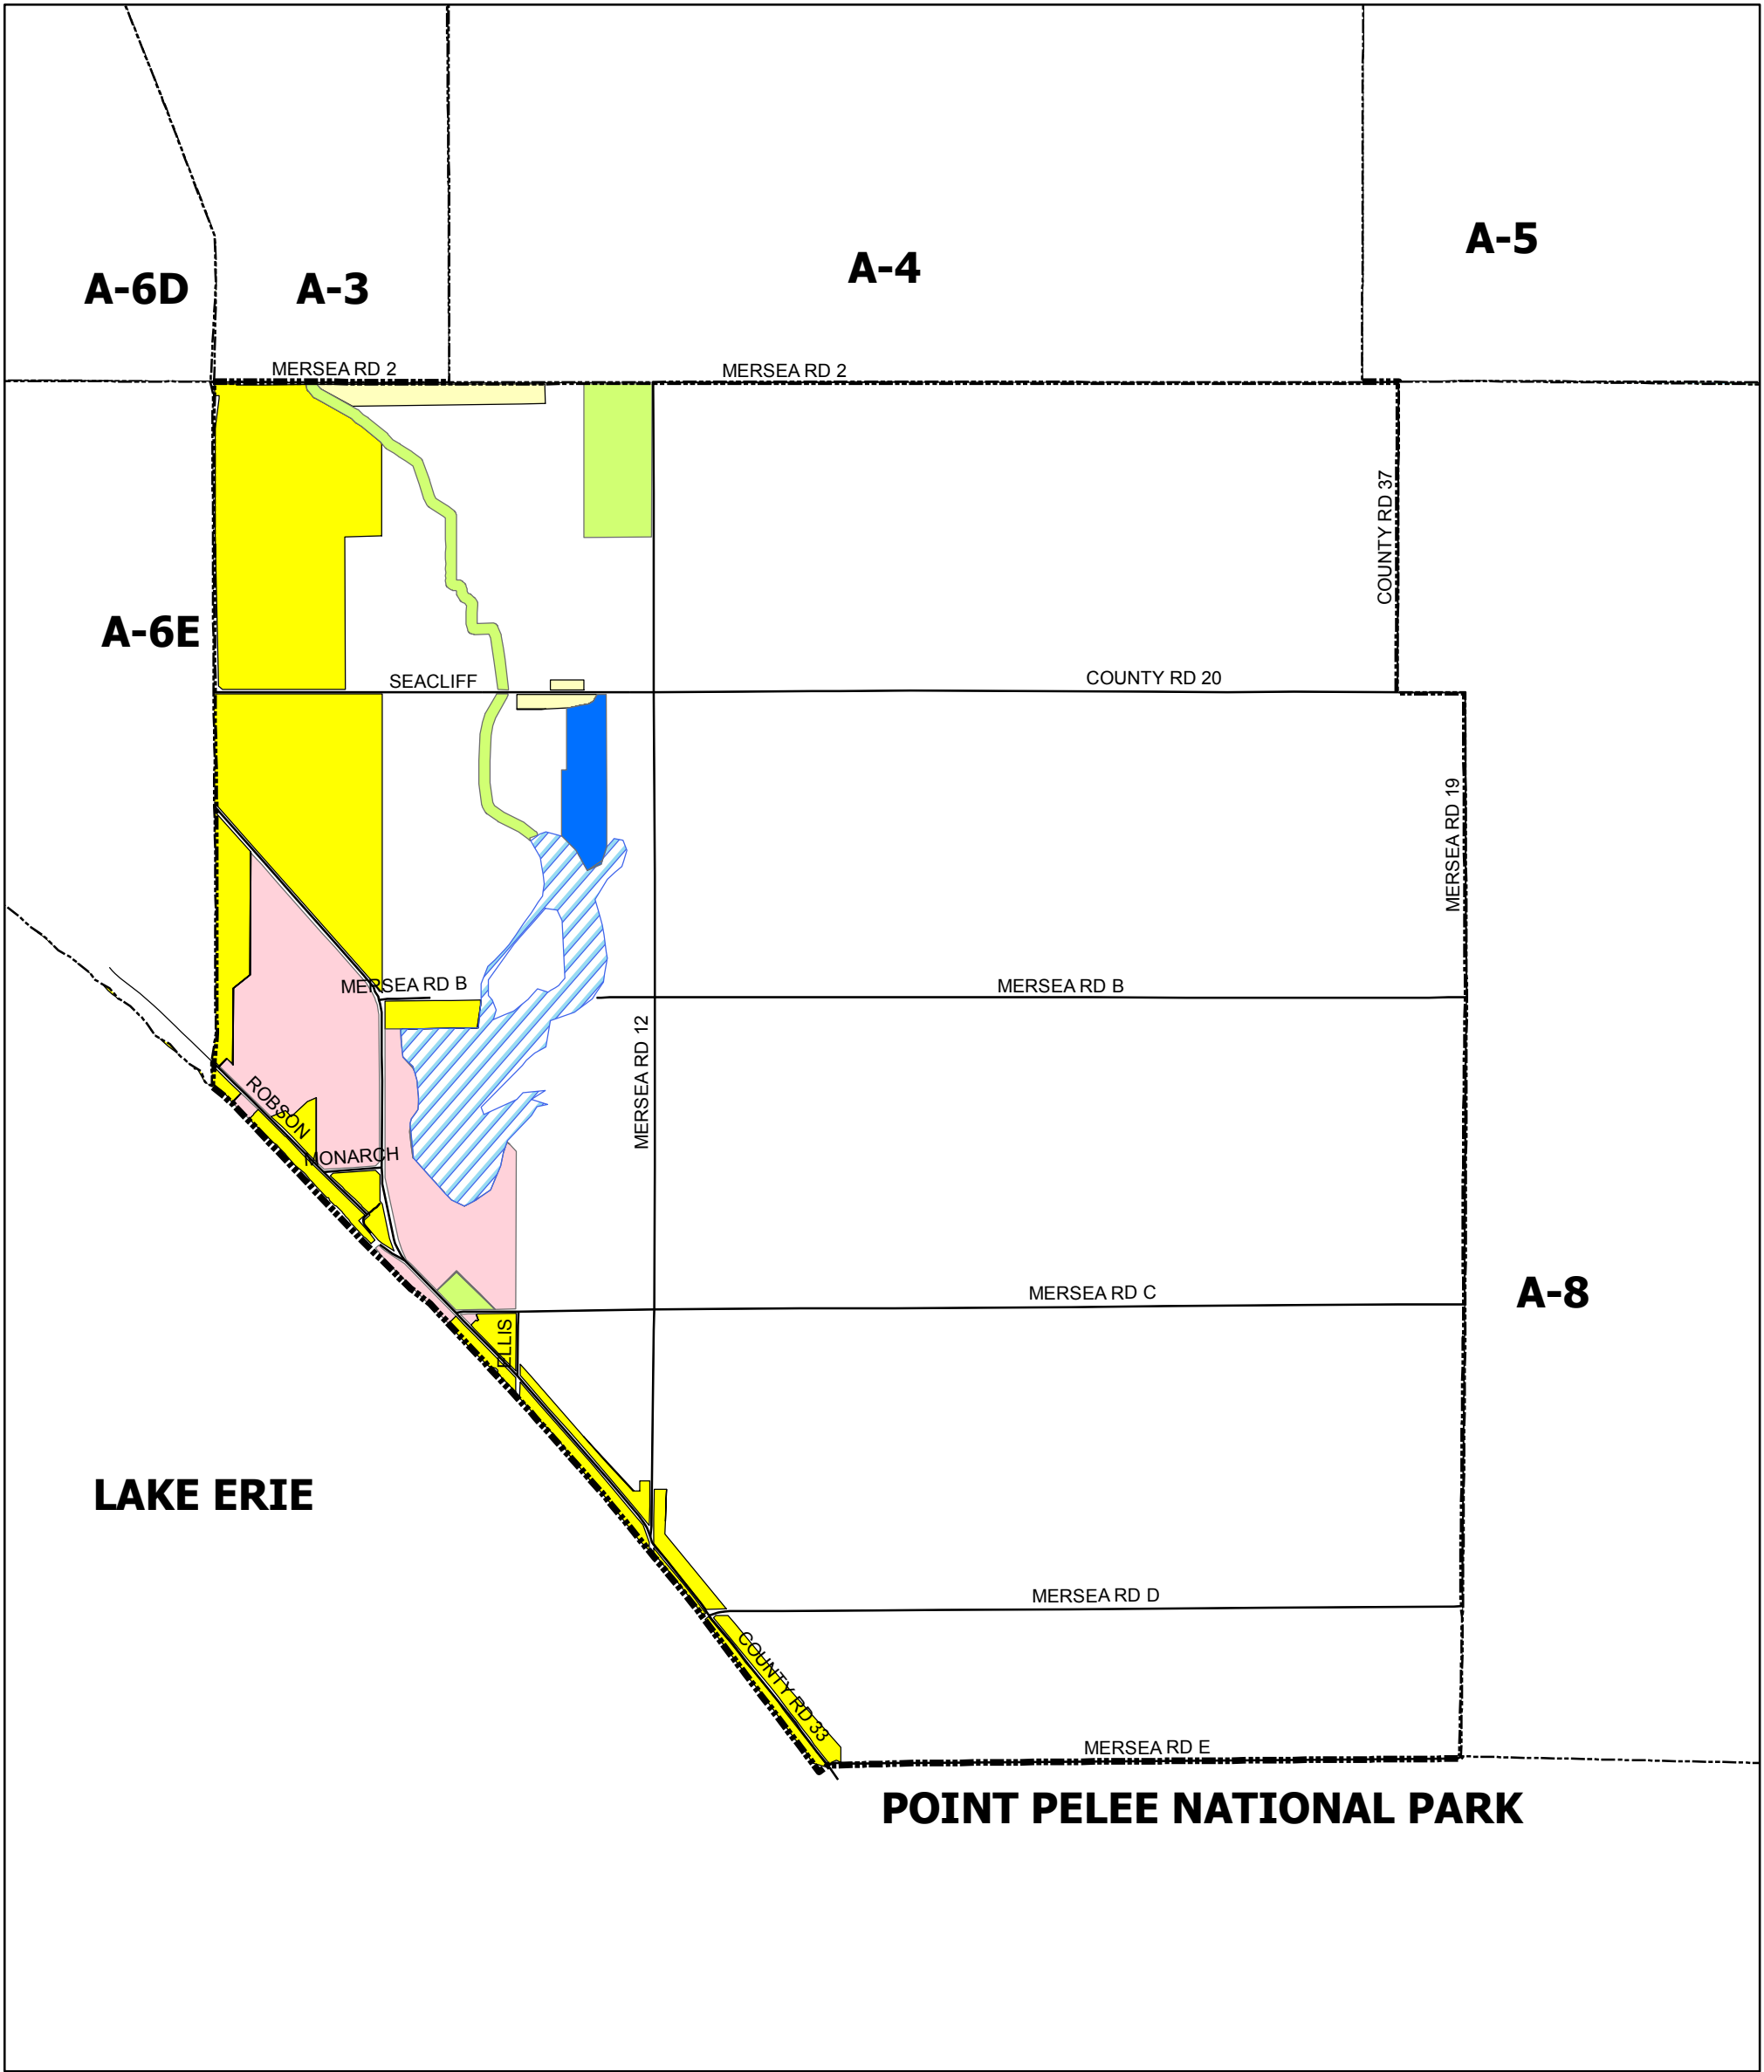 A-5
A-4
A-6D
A-3
MERSEA RD 2
MERSEA RD 2
COUNTY RD 37
A-6E
SEACLIFF
COUNTY RD 20
MERSEA RD 19
MERSEA RD B
MERSEA RD B
MERSEA RD 12
ROBSON
MONARCH
MERSEA RD C
A-8
ELLIS
LAKE ERIE
MERSEA RD D
COUNTY RD 33
MERSEA RD E
POINT PELEE NATIONAL PARK